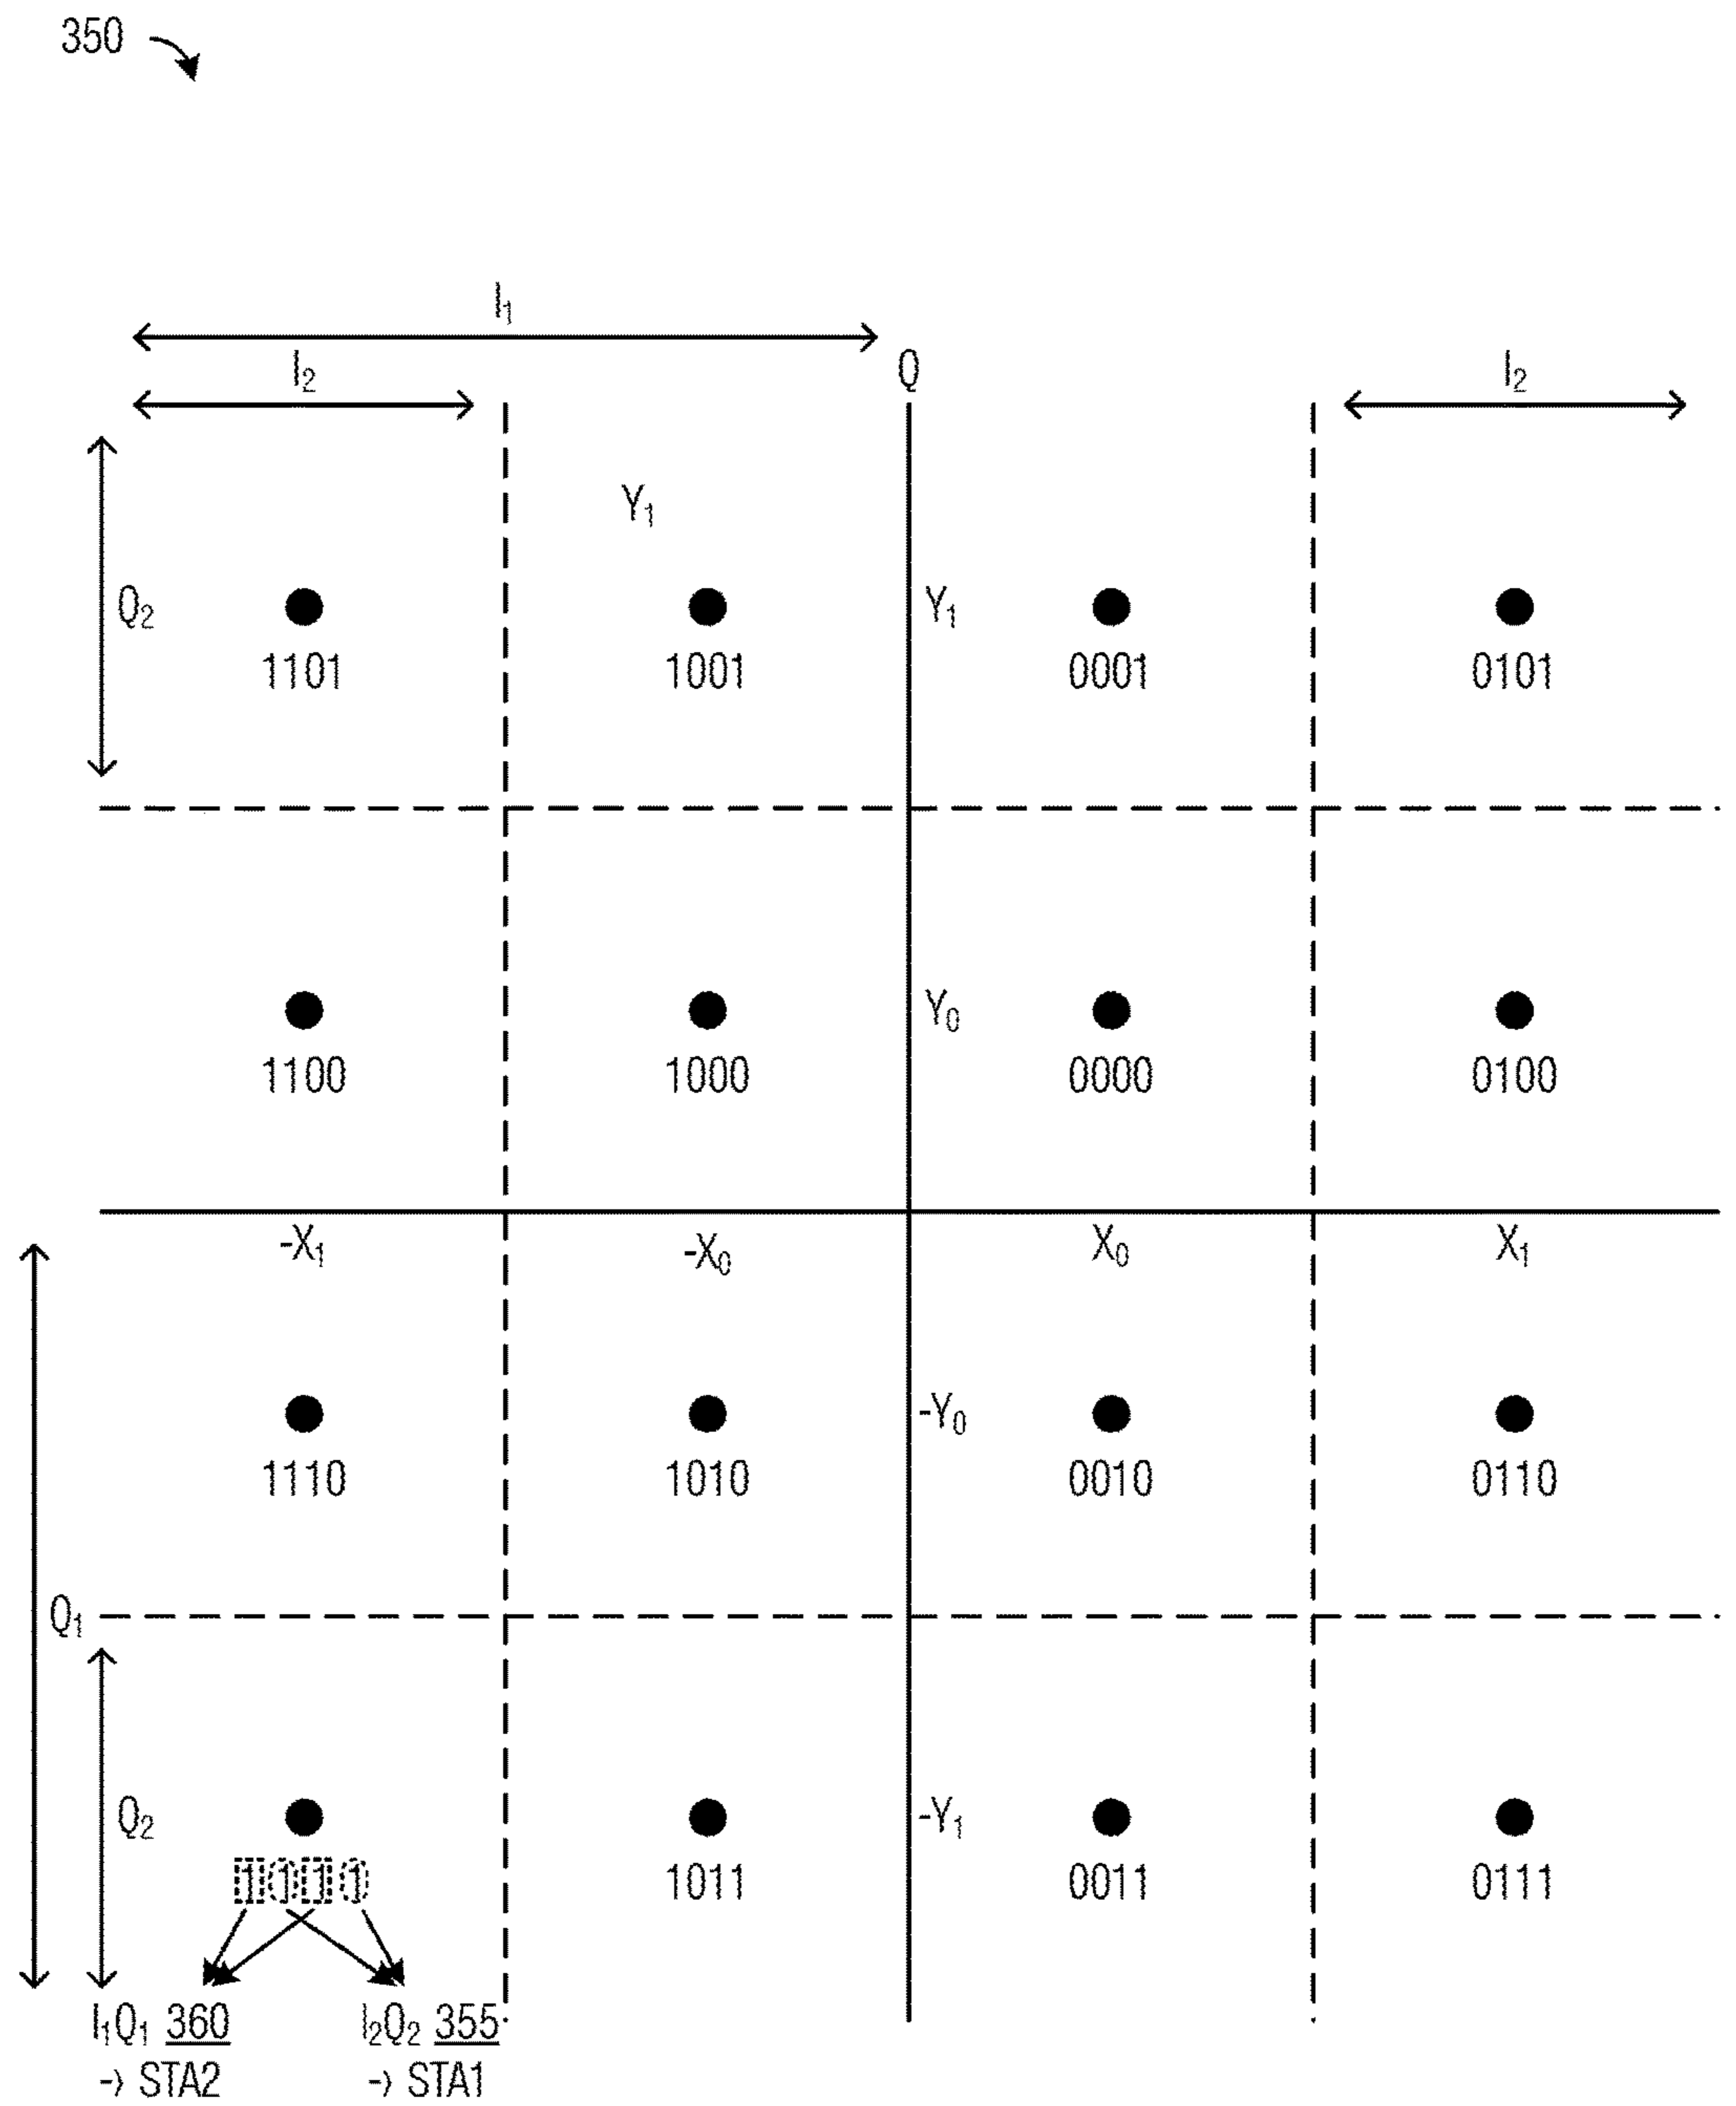 350
I₁
I₂ Q I₂
Y₁
Q₂ Y₁
1101 1001 0001 0101
Y₀
1100 1000 0000 0100
-X₁ -X₀ X₀ X₁
-Y₀
1110 1010 0010 0110
Q₁
Q₂ -Y₁
1111 1011 0011 0111
I₁Q₁ 360 I₂Q₂ 355
-> STA2 -> STA1